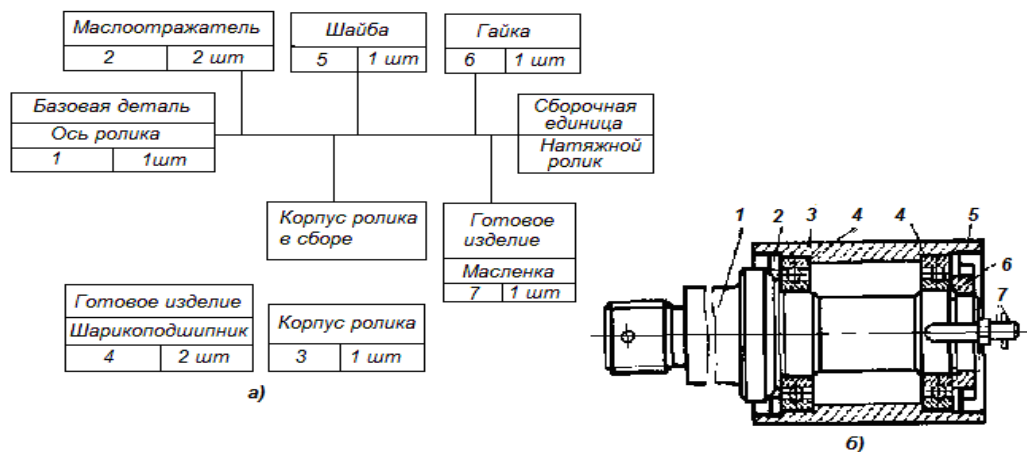 Маслоотражатель
2 2 шт
Шайба
5 1 шт
Гайка
6 1 шт
Базовая деталь
Ось ролика
1 1шт
Сборочная
единица
Натяжной
ролик
Корпус ролика
в сборе
Готовое
изделие
Масленка
7 1 шт
Готовое изделие
Шарикоподшипник
4 2 шт
Корпус ролика
3 1 шт
а)
1 2 3 4 4 5
6
7
б)